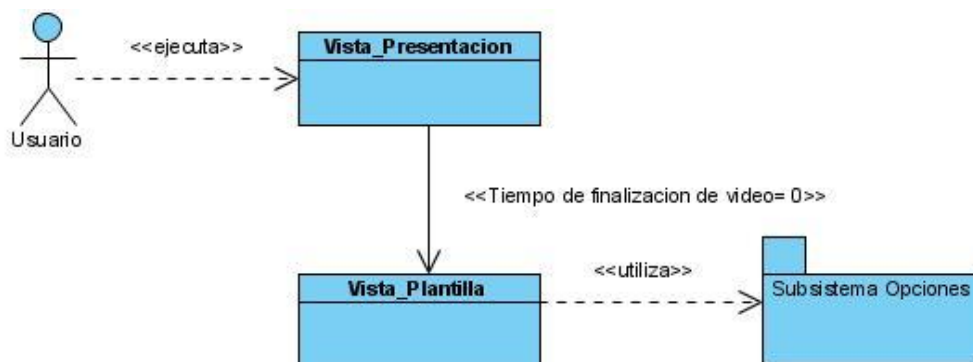 <<ejecuta>>
Vista_Presentacion
Usuario
<<Tiempo de finalizacion de video= 0>>
<<utiliza>>
Vista_Plantilla
Subsistema Opciones